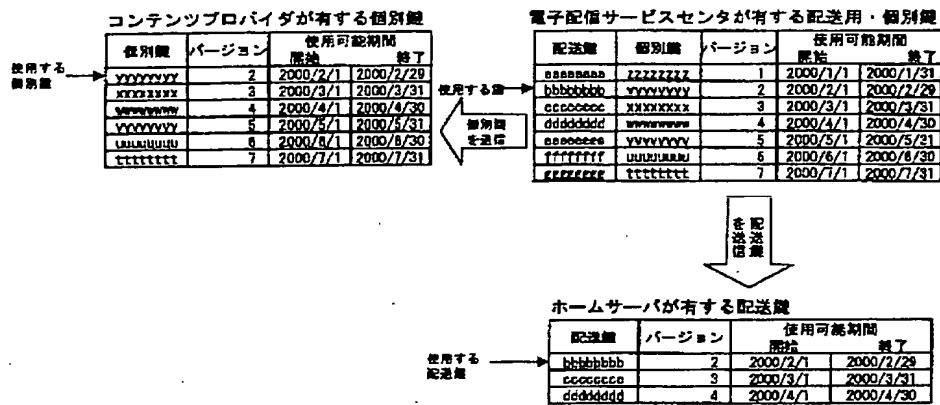 コンテンツプロバイダが有する個別鍵
個別鍵 バージョン 使用可能期間
開始 終了
yyyyyyyy 2 2000/2/1 2000/2/29
xxxxxxxx 3 2000/3/1 2000/3/31
wwwwwwww 4 2000/4/1 2000/4/30
vvvvvvvv 5 2000/5/1 2000/5/31
uuuuuuuu 6 2000/6/1 2000/6/30
tttttttt 7 2000/7/1 2000/7/31
使用する
個別鍵
電子配信サービスセンタが有する配送用・個別鍵
配送鍵 個別鍵 バージョン 使用可能期間
開始 終了
aaaaaaaa zzzzzzzz 1 2000/1/1 2000/1/31
bbbbbbbb yyyyyyyy 2 2000/2/1 2000/2/29
cccccccc xxxxxxxx 3 2000/3/1 2000/3/31
dddddddd wwwwwwww 4 2000/4/1 2000/4/30
eeeeeeee vvvvvvvv 5 2000/5/1 2000/5/31
ffffffff uuuuuuuu 6 2000/6/1 2000/6/30
gggggggg tttttttt 7 2000/7/1 2000/7/31
使用する鍵
個別鍵
を送信
配送鍵
を送信
ホームサーバが有する配送鍵
配送鍵 バージョン 使用可能期間
開始 終了
bbbbbbbb 2 2000/2/1 2000/2/29
cccccccc 3 2000/3/1 2000/3/31
dddddddd 4 2000/4/1 2000/4/30
使用する
配送鍵